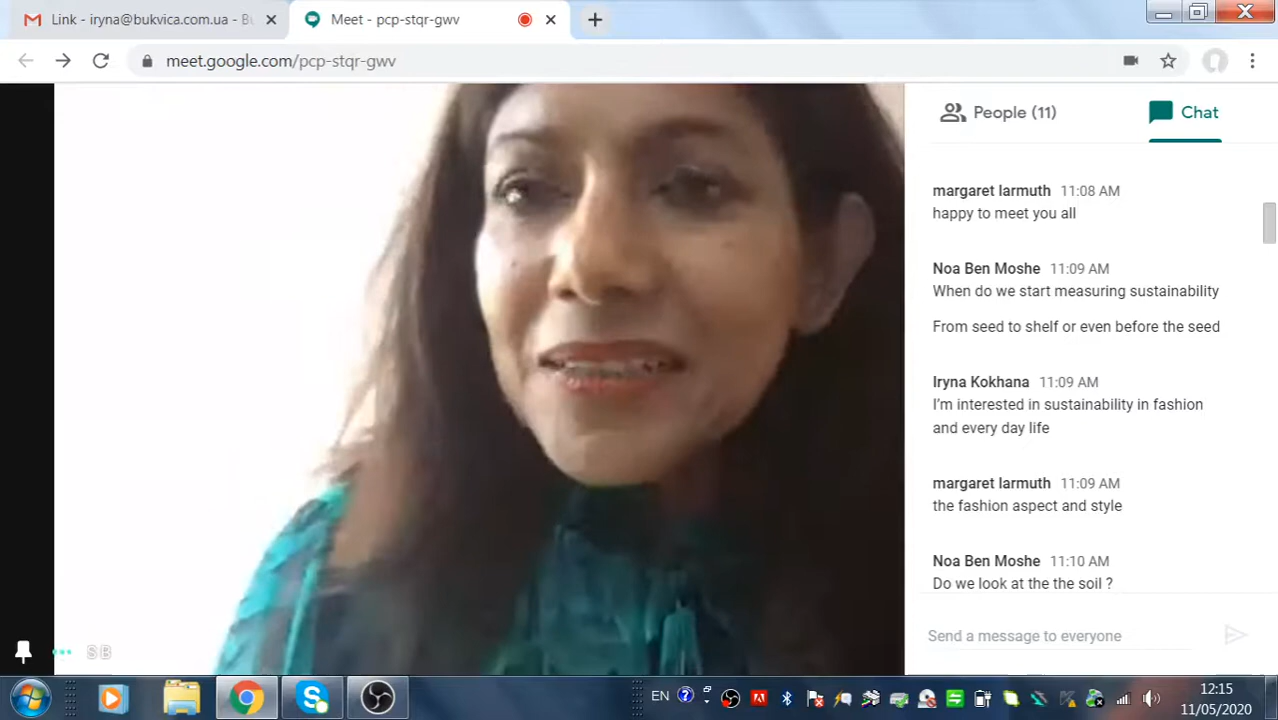 Link - iryna@bukvica.com.ua - Bu
Meet - pcp-stqr-gwv
meet.google.com/pcp-stqr-gwv
People (11)
Chat
margaret larmuth 11:08 AM
happy to meet you all
Noa Ben Moshe 11:09 AM
When do we start measuring sustainability
From seed to shelf or even before the seed
Iryna Kokhana 11:09 AM
I'm interested in sustainability in fashion
and every day life
margaret larmuth 11:09 AM
the fashion aspect and style
Noa Ben Moshe 11:10 AM
Do we look at the the soil ?
Send a message to everyone
S B
EN
12:15
11/05/2020